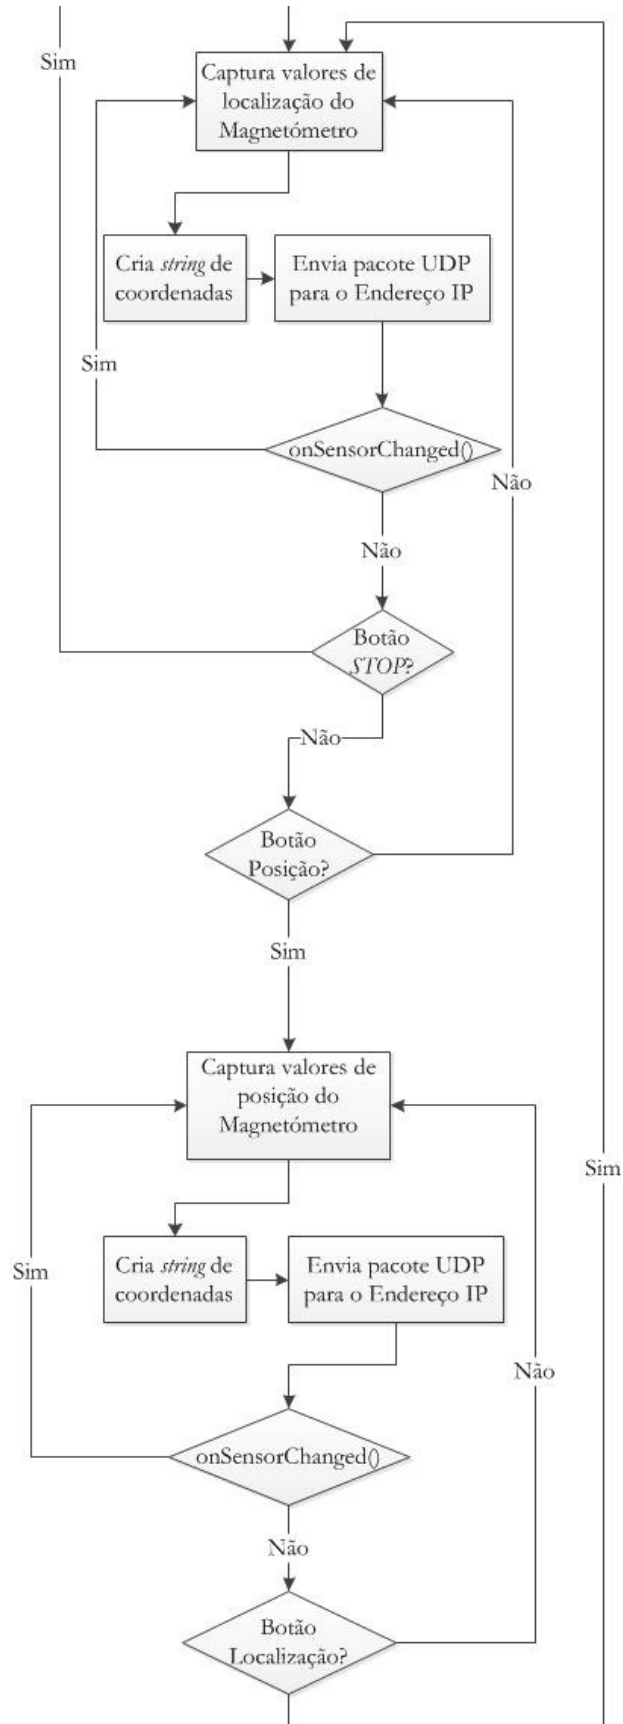 Sim
Captura valores de
localização do
Magnetómetro
Cria string de
coordenadas
Envia pacote UDP
para o Endereço IP
Sim
onSensorChanged()
Não
Não
Botão
STOP?
Não
Botão
Posição?
Sim
Captura valores de
posição do
Magnetómetro
Sim
Cria string de
coordenadas
Envia pacote UDP
para o Endereço IP
Sim
Não
onSensorChanged()
Não
Botão
Localização?